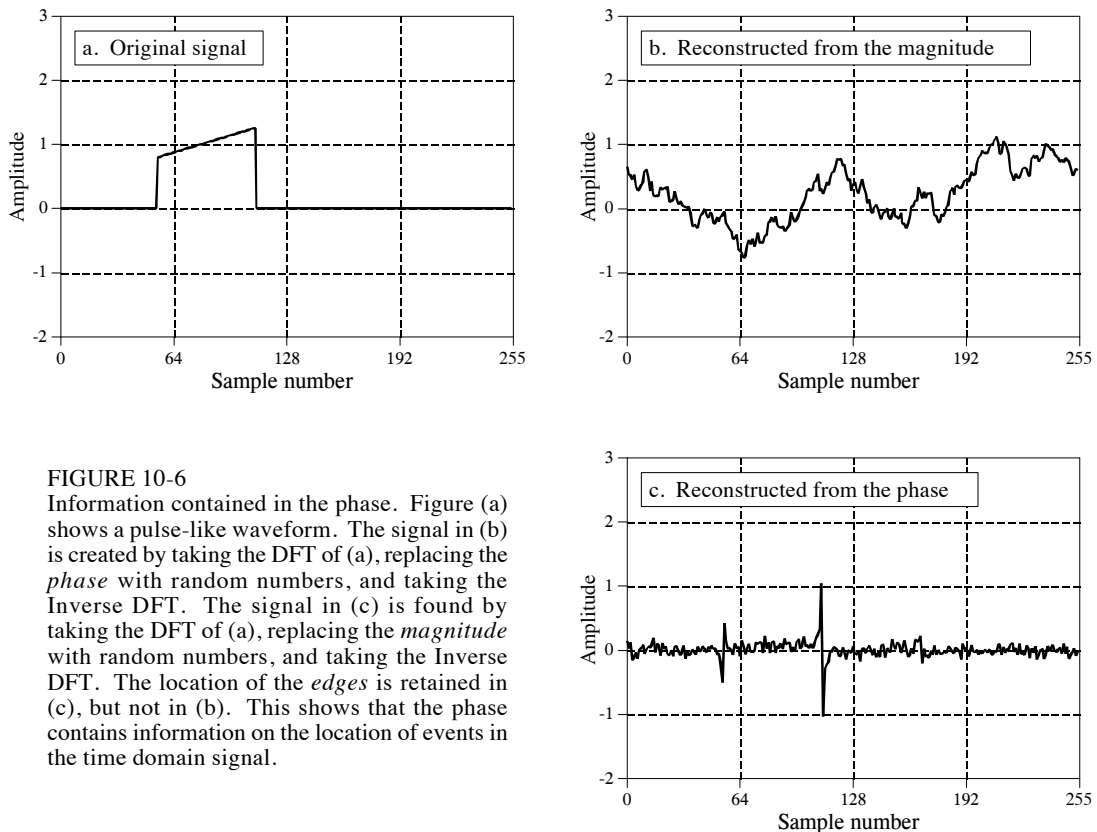 a. Original signal
3
2
1
0
-1
-2
Amplitude
0 64 128 192 255
Sample number
b. Reconstructed from the magnitude
3
2
1
0
-1
-2
Amplitude
0 64 128 192 255
Sample number
FIGURE 10-6
Information contained in the phase. Figure (a)
shows a pulse-like waveform. The signal in (b)
is created by taking the DFT of (a), replacing the
phase with random numbers, and taking the
Inverse DFT. The signal in (c) is found by
taking the DFT of (a), replacing the magnitude
with random numbers, and taking the Inverse
DFT. The location of the edges is retained in
(c), but not in (b). This shows that the phase
contains information on the location of events in
the time domain signal.
c. Reconstructed from the phase
3
2
1
0
-1
-2
Amplitude
0 64 128 192 255
Sample number